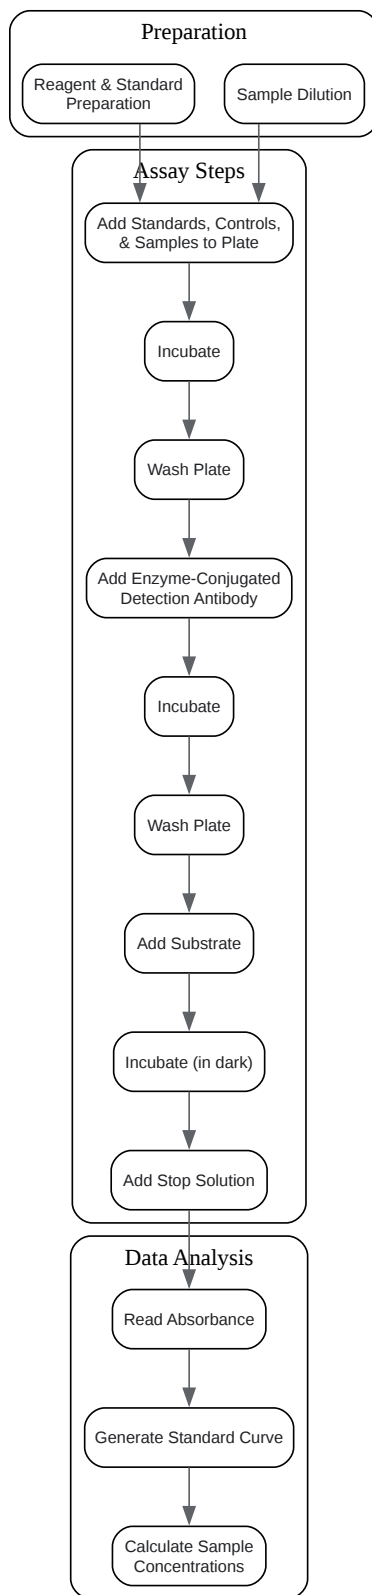 Preparation
Reagent & Standard
Preparation
Sample Dilution
Assay Steps
Add Standards, Controls,
& Samples to Plate
Incubate
Wash Plate
Add Enzyme-Conjugated
Detection Antibody
Incubate
Wash Plate
Add Substrate
Incubate (in dark)
Add Stop Solution
Data Analysis
Read Absorbance
Generate Standard Curve
Calculate Sample
Concentrations